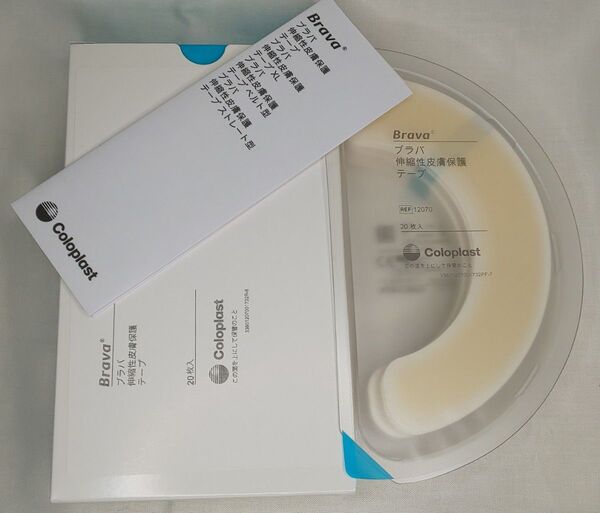 Brava®
ブラバ
伸縮性皮膚保護
テープ
ブラバ
伸縮性皮膚保護
テープ XL
ブラバ
伸縮性皮膚保護
テープ ベルト型
ブラバ
伸縮性皮膚保護
テープ ストレート型
Coloplast
Brava®
ブラバ
伸縮性皮膚保護
テープ
REF 12070
20枚入
Coloplast
この面を上にして保管のこと
Brava®
ブラバ
伸縮性皮膚保護
テープ
20枚入
Coloplast
この面を上にして保管のこと